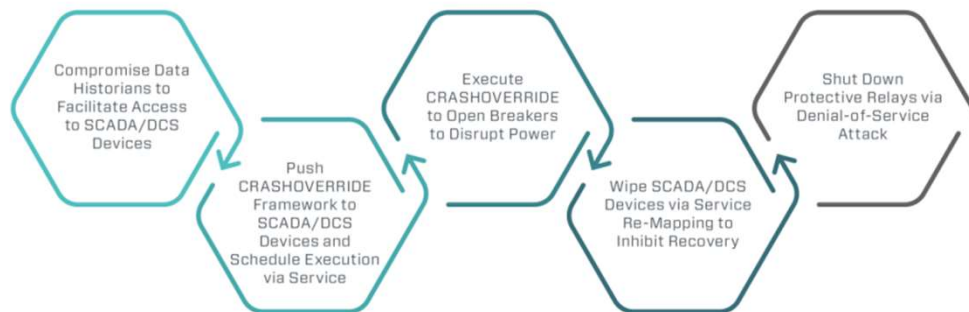 Compromise Data
Historians to
Facilitate Access
to SCADA/DCS
Devices
Push
CRASHOVERRIDE
Framework to
SCADA/DCS
Devices and
Schedule Execution
via Service
Execute
CRASHOVERRIDE
to Open Breakers
to Disrupt Power
Wipe SCADA/DCS
Devices via Service
Re-Mapping to
Inhibit Recovery
Shut Down
Protective Relays via
Denial-of-Service
Attack